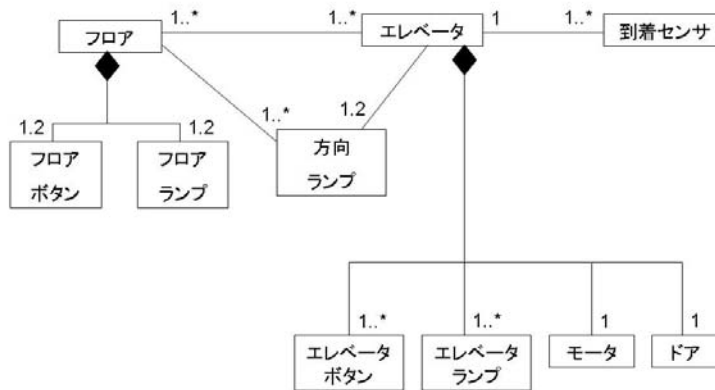 1..*
1..*
1
1..*
フロア
エレベータ
到着センサ
1.2
1.2
1..*
1.2
フロア
ボタン
フロア
ランプ
方向
ランプ
1..*
1..*
1
1
エレベータ
ボタン
エレベータ
ランプ
モータ
ドア